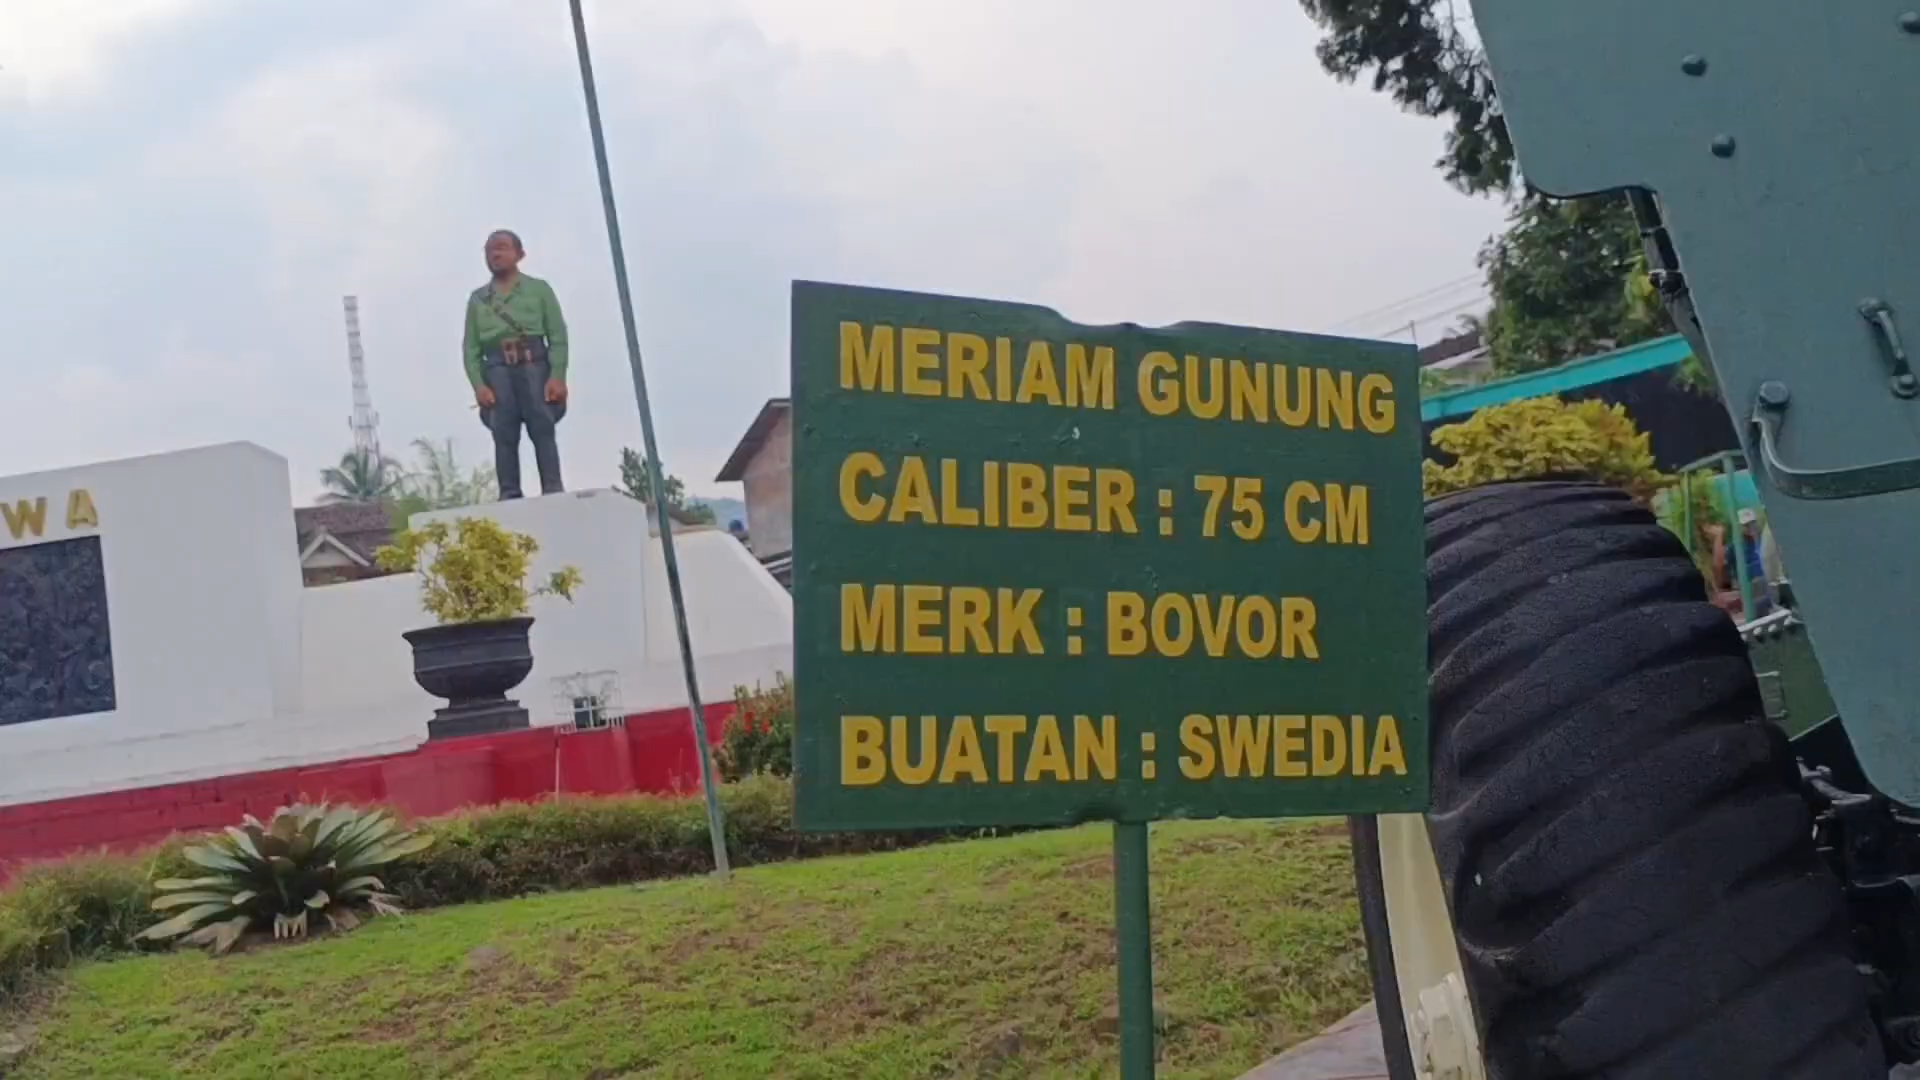 WA
MERIAM GUNUNG
CALIBER : 75 CM
MERK : BOVOR
BUATAN : SWEDIA